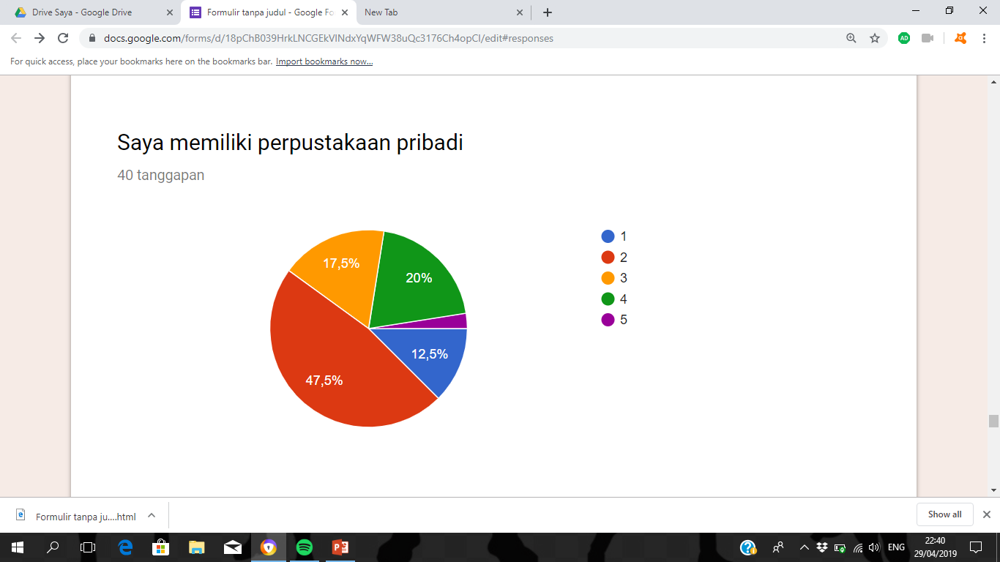 Drive Saya - Google Drive
Formulir tanpa judul - Google Fo
New Tab
docs.google.com/forms/d/18pChB039HrkLNCGEkVINdxYqWFW38uQc3176Ch4opCI/edit#responses
For quick access, place your bookmarks here on the bookmarks bar. Import bookmarks now...
Saya memiliki perpustakaan pribadi
40 tanggapan
17,5%
20%
12,5%
47,5%
1
2
3
4
5
Formulir tanpa ju....html
Show all
ENG
22:40
29/04/2019